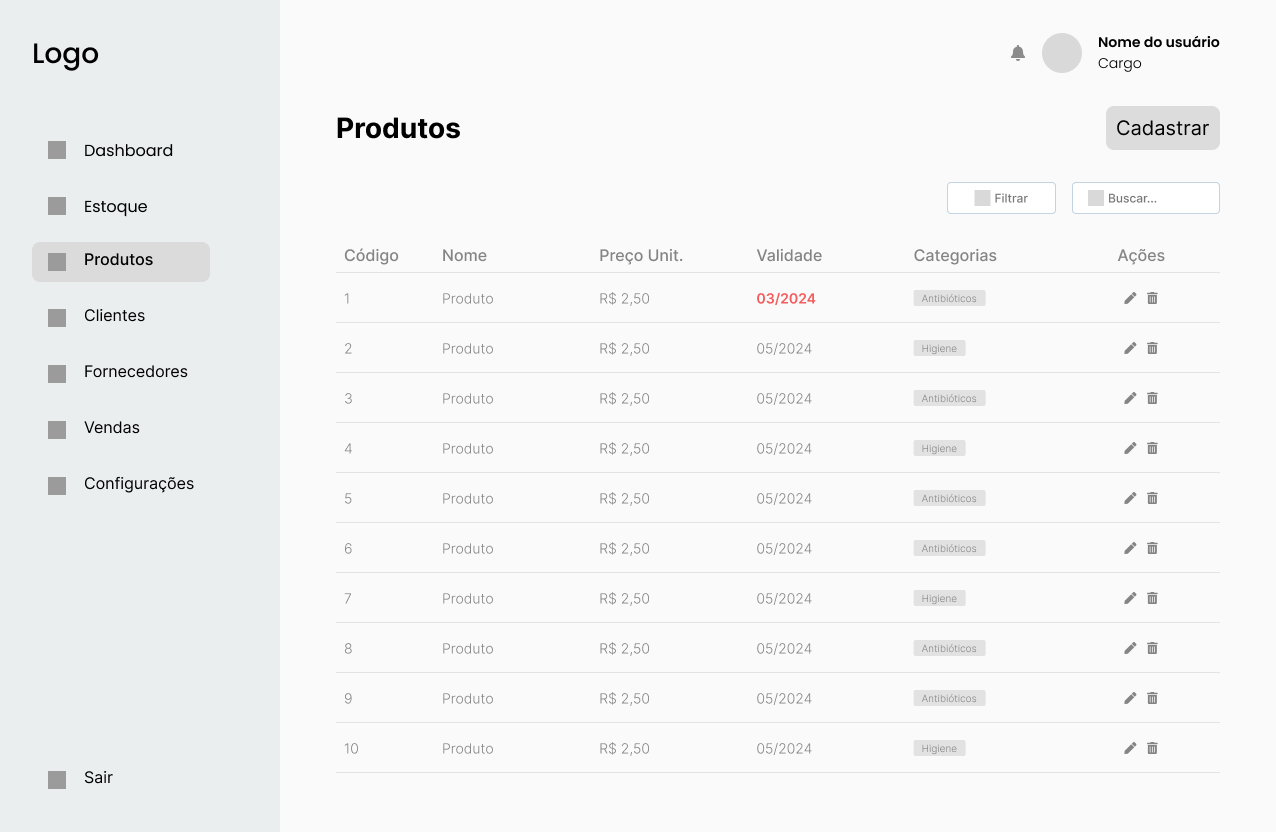 Logo
Dashboard
Estoque
Produtos
Clientes
Fornecedores
Vendas
Configurações
Sair
Nome do usuário
Cargo
Produtos
Cadastrar
Filtrar
Buscar...
Código Nome Preço Unit. Validade Categorias Ações
1 Produto R$ 2,50 03/2024 Antibióticos
2 Produto R$ 2,50 05/2024 Higiene
3 Produto R$ 2,50 05/2024 Antibióticos
4 Produto R$ 2,50 05/2024 Higiene
5 Produto R$ 2,50 05/2024 Antibióticos
6 Produto R$ 2,50 05/2024 Antibióticos
7 Produto R$ 2,50 05/2024 Higiene
8 Produto R$ 2,50 05/2024 Antibióticos
9 Produto R$ 2,50 05/2024 Antibióticos
10 Produto R$ 2,50 05/2024 Higiene